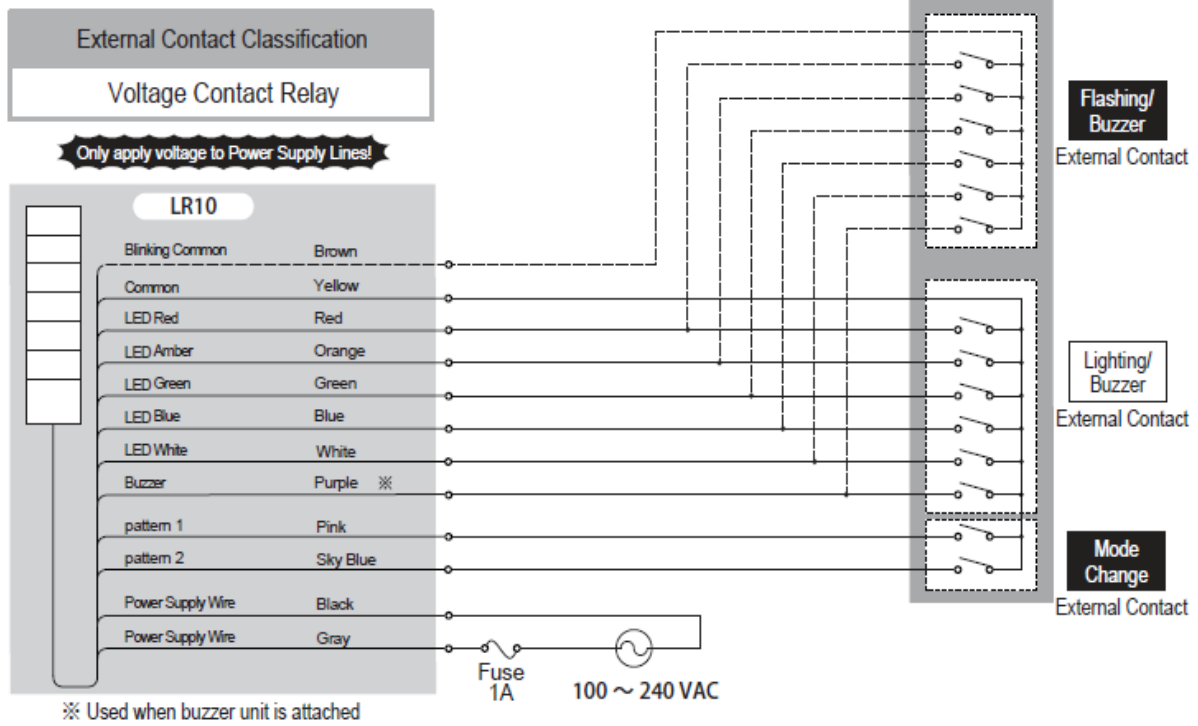 External Contact Classification
Voltage Contact Relay
Only apply voltage to Power Supply Lines!
LR10
Blinking Common Brown
Common Yellow
LED Red Red
LED Amber Orange
LED Green Green
LED Blue Blue
LED White White
Buzzer Purple ※
pattern 1 Pink
pattern 2 Sky Blue
Power Supply Wire Black
Power Supply Wire Gray
Fuse
1A
100 ～ 240 VAC
※ Used when buzzer unit is attached
Flashing/
Buzzer
External Contact
Lighting/
Buzzer
External Contact
Mode
Change
External Contact